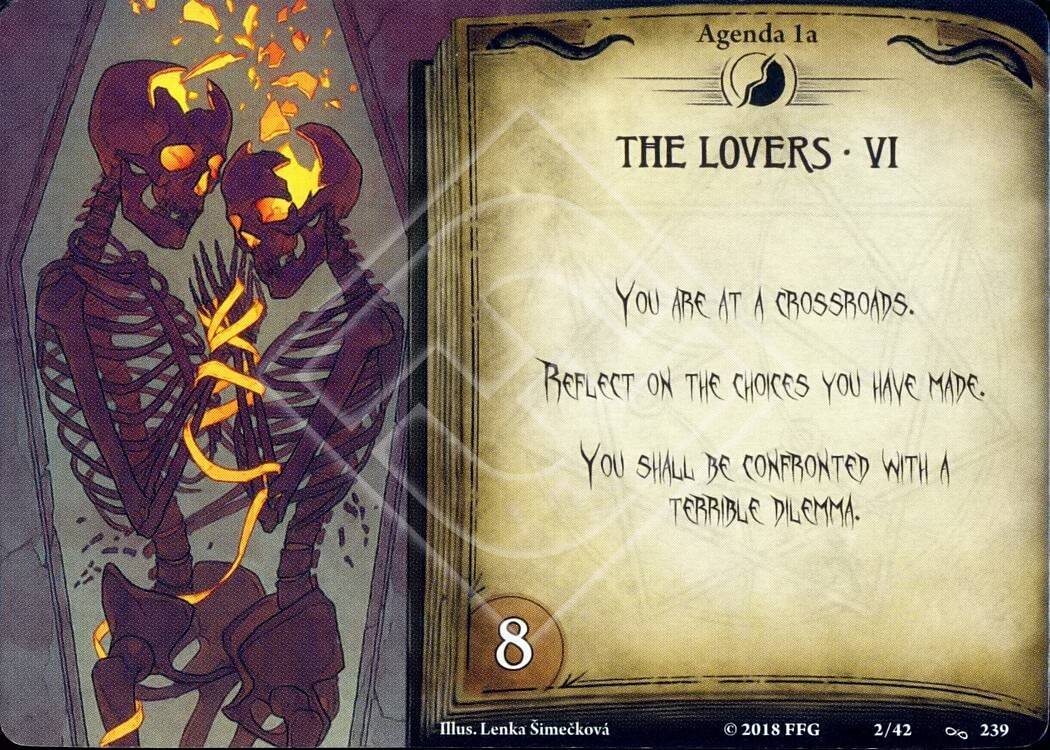 Agenda 1a
THE LOVERS · VI
YOU ARE AT A CROSSROADS.
REFLECT ON THE CHOICES YOU HAVE MADE.
YOU SHALL BE CONFRONTED WITH A
TERRIBLE DILEMMA.
8
Illus. Lenka Šimečková
© 2018 FFG
2/42
239